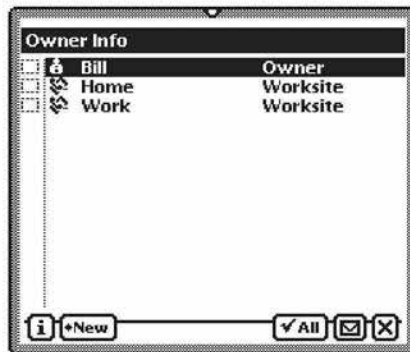 Owner Info
Bill Owner
Home Worksite
Work Worksite
i *New ✓All